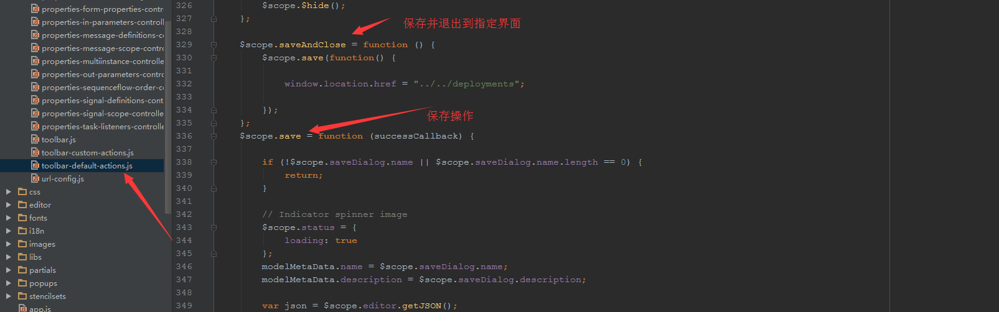 properties-form-properties-contr
properties-in-parameters-controll
properties-message-definitions-c
properties-message-scope-contro
properties-multiinstance-controlle
properties-out-parameters-contro
properties-sequenceflow-order-c
properties-signal-definitions-cont
properties-signal-scope-controlle
properties-task-listeners-controlle
toolbar.js
toolbar-custom-actions.js
toolbar-default-actions.js
url-config.js
css
editor
fonts
i18n
images
libs
partials
popups
stencilsets
app.js
326 $scope.$hide();
327 };
328
保存并退出到指定界面
329 $scope.saveAndClose = function () {
330 $scope.save(function() {
331
332 window.location.href = "../../deployments";
333
334 });
保存操作
335 };
336 $scope.save = function (successCallback) {
337
338 if (!$scope.saveDialog.name || $scope.saveDialog.name.length == 0) {
339 return;
340 }
341
342 // Indicator spinner image
343 $scope.status = {
344 loading: true
345 };
346 modelMetaData.name = $scope.saveDialog.name;
347 modelMetaData.description = $scope.saveDialog.description;
348
349 var json = $scope.editor.getJSON();